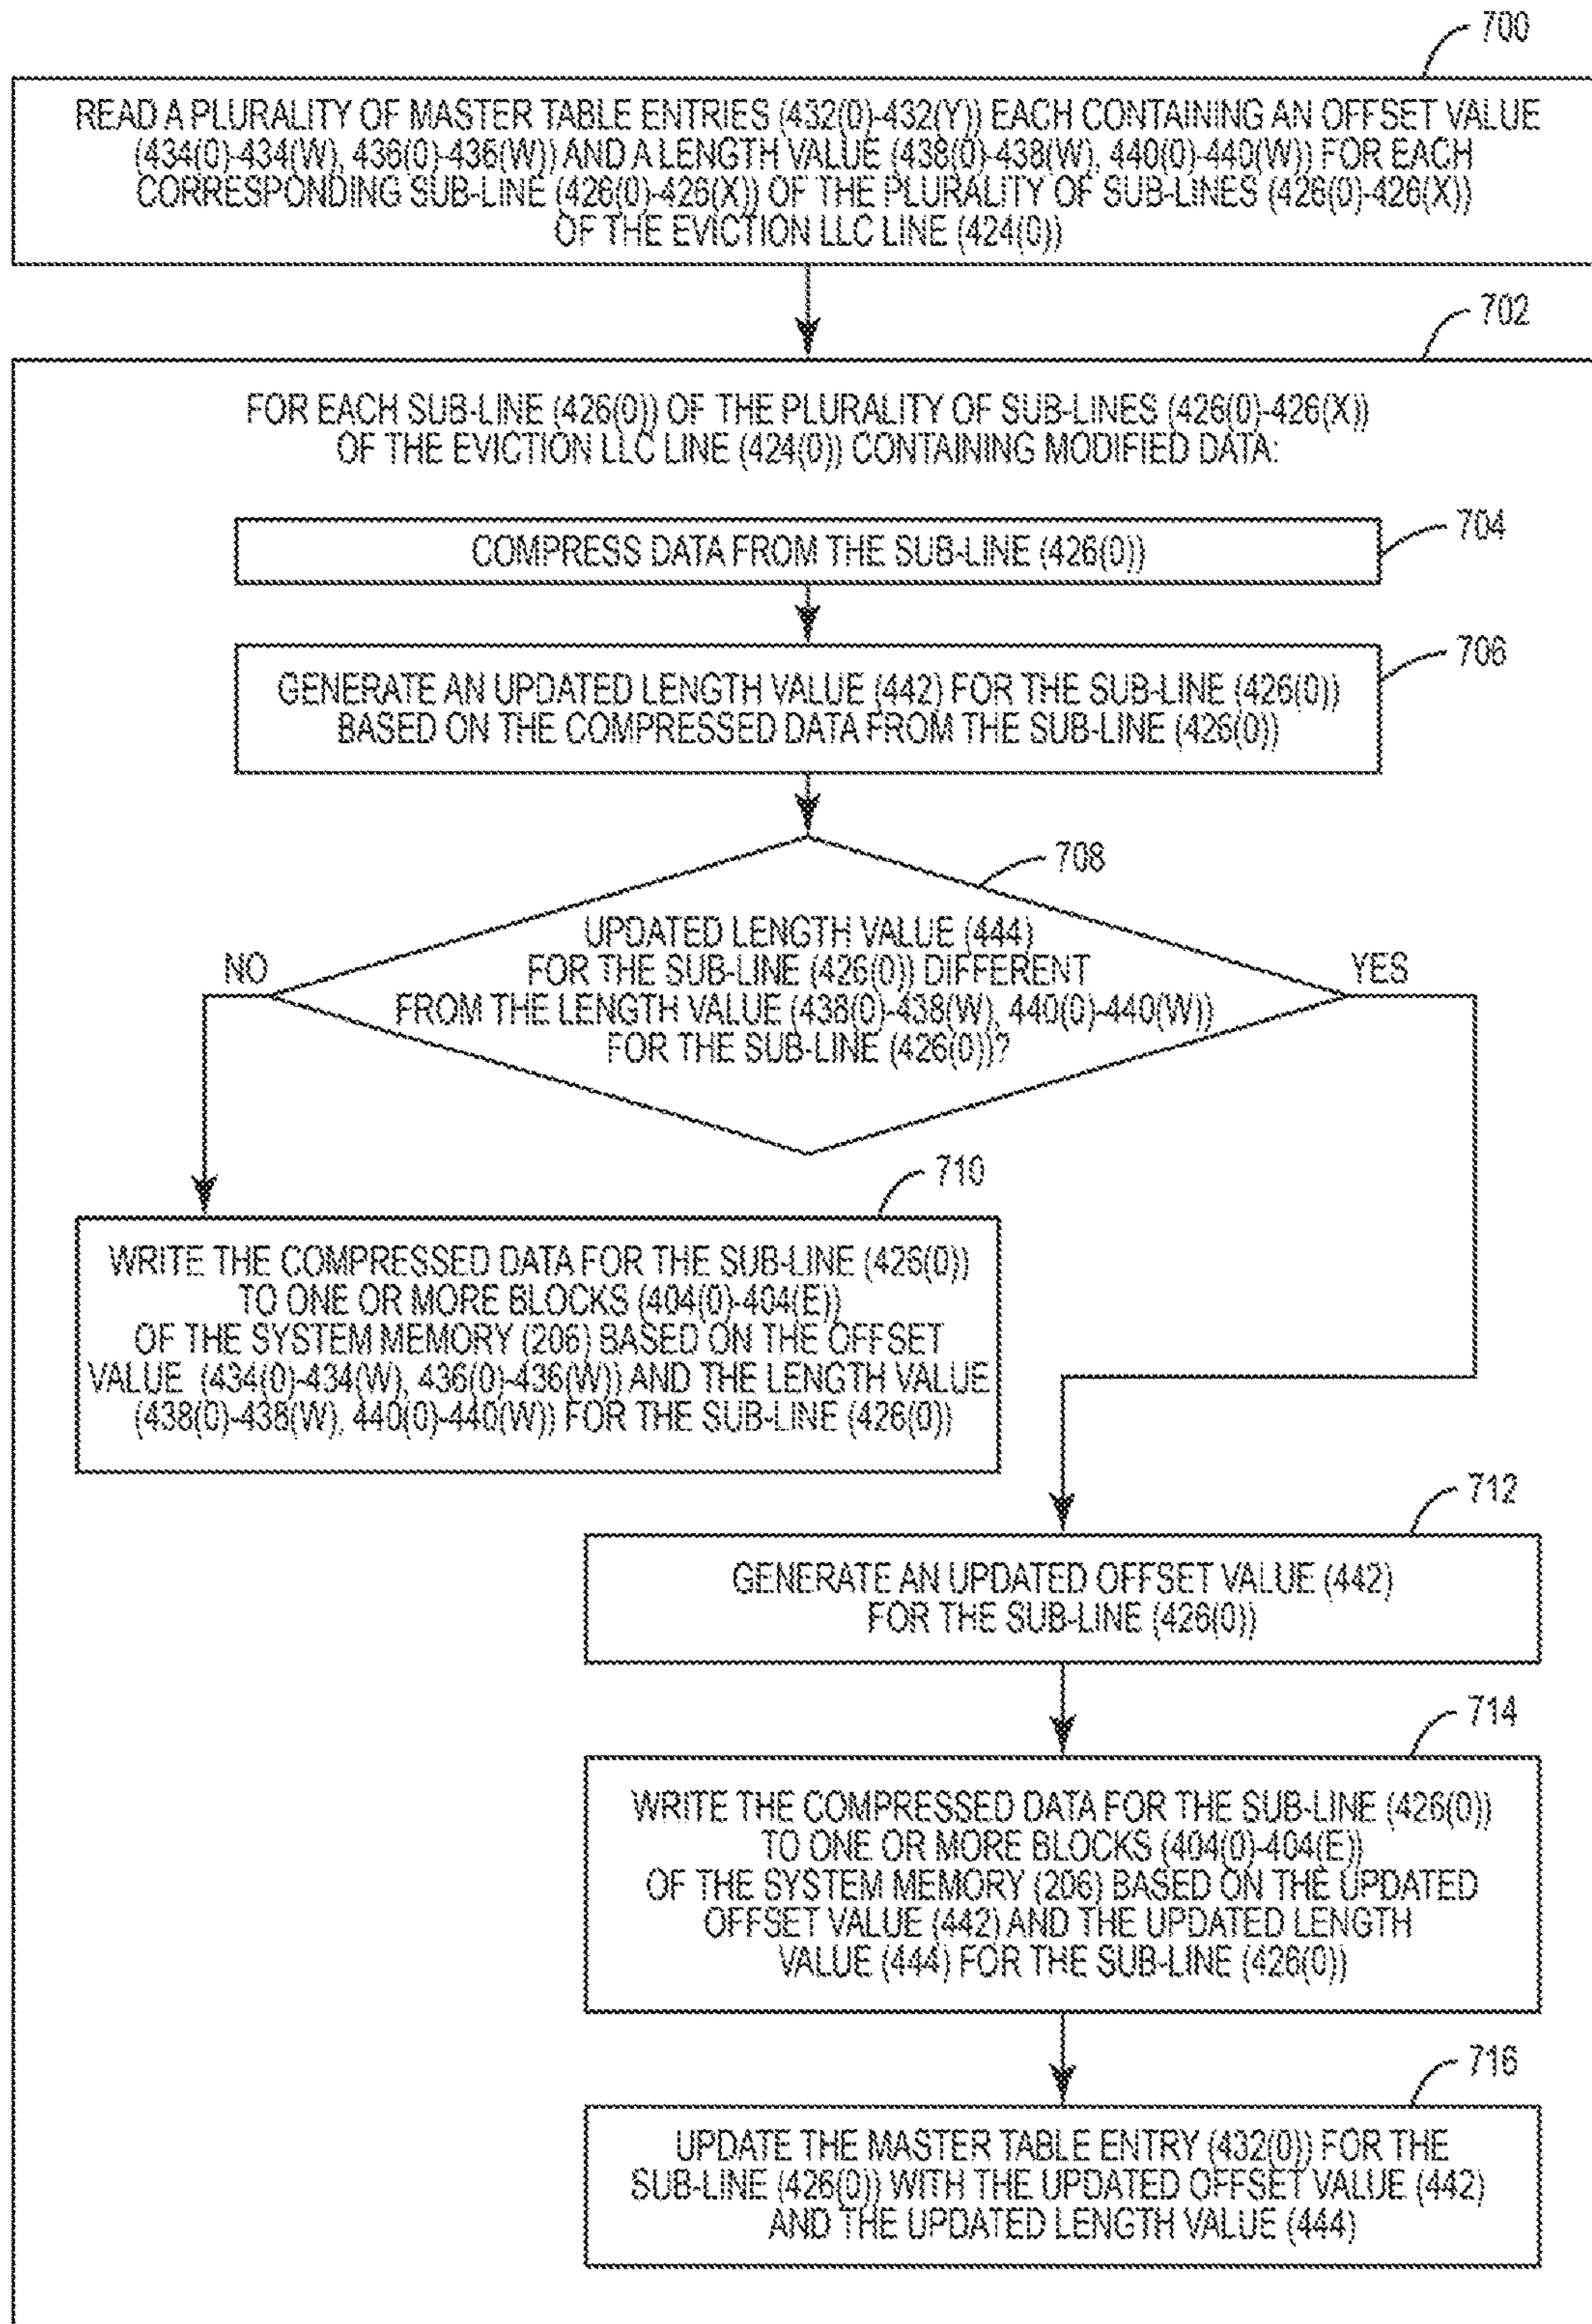 700
READ A PLURALITY OF MASTER TABLE ENTRIES (432(0)-432(Y)) EACH CONTAINING AN OFFSET VALUE
(434(0)-434(W), 436(0)-436(W)) AND A LENGTH VALUE (438(0)-438(W), 440(0)-440(W)) FOR EACH
CORRESPONDING SUB-LINE (426(0)-426(X)) OF THE PLURALITY OF SUB-LINES (426(0)-426(X))
OF THE EVICTION LLC LINE (424(0))
702
FOR EACH SUB-LINE (426(0)) OF THE PLURALITY OF SUB-LINES (426(0)-426(X))
OF THE EVICTION LLC LINE (424(0)) CONTAINING MODIFIED DATA:
704
COMPRESS DATA FROM THE SUB-LINE (426(0))
706
GENERATE AN UPDATED LENGTH VALUE (442) FOR THE SUB-LINE (426(0))
BASED ON THE COMPRESSED DATA FROM THE SUB-LINE (426(0))
708
UPDATED LENGTH VALUE (444)
FOR THE SUB-LINE (426(0)) DIFFERENT
FROM THE LENGTH VALUE (438(0)-438(W), 440(0)-440(W))
FOR THE SUB-LINE (426(0))?
NO
YES
710
WRITE THE COMPRESSED DATA FOR THE SUB-LINE (426(0))
TO ONE OR MORE BLOCKS (404(0)-404(E))
OF THE SYSTEM MEMORY (206) BASED ON THE OFFSET
VALUE (434(0)-434(W), 436(0)-436(W)) AND THE LENGTH VALUE
(438(0)-438(W), 440(0)-440(W)) FOR THE SUB-LINE (426(0))
712
GENERATE AN UPDATED OFFSET VALUE (442)
FOR THE SUB-LINE (426(0))
714
WRITE THE COMPRESSED DATA FOR THE SUB-LINE (426(0))
TO ONE OR MORE BLOCKS (404(0)-404(E))
OF THE SYSTEM MEMORY (206) BASED ON THE UPDATED
OFFSET VALUE (442) AND THE UPDATED LENGTH
VALUE (444) FOR THE SUB-LINE (426(0))
716
UPDATE THE MASTER TABLE ENTRY (432(0)) FOR THE
SUB-LINE (426(0)) WITH THE UPDATED OFFSET VALUE (442)
AND THE UPDATED LENGTH VALUE (444)